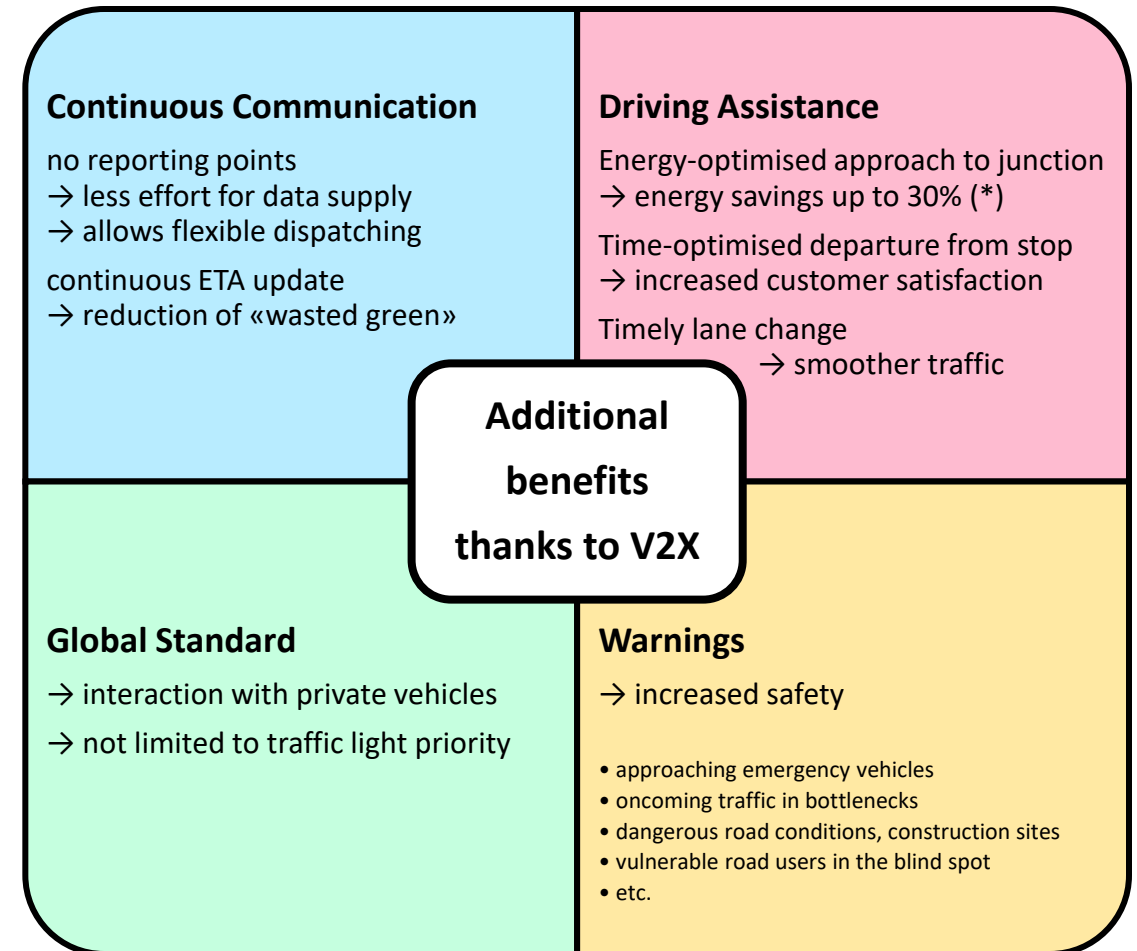 Continuous Communication
no reporting points
→ less effort for data supply
→ allows flexible dispatching
continuous ETA update
→ reduction of «wasted green»
Driving Assistance
Energy-optimised approach to junction
→ energy savings up to 30% (*)
Time-optimised departure from stop
→ increased customer satisfaction
Timely lane change
→ smoother traffic
Additional
benefits
thanks to V2X
Global Standard
→ interaction with private vehicles
→ not limited to traffic light priority
Warnings
→ increased safety
• approaching emergency vehicles
• oncoming traffic in bottlenecks
• dangerous road conditions, construction sites
• vulnerable road users in the blind spot
• etc.